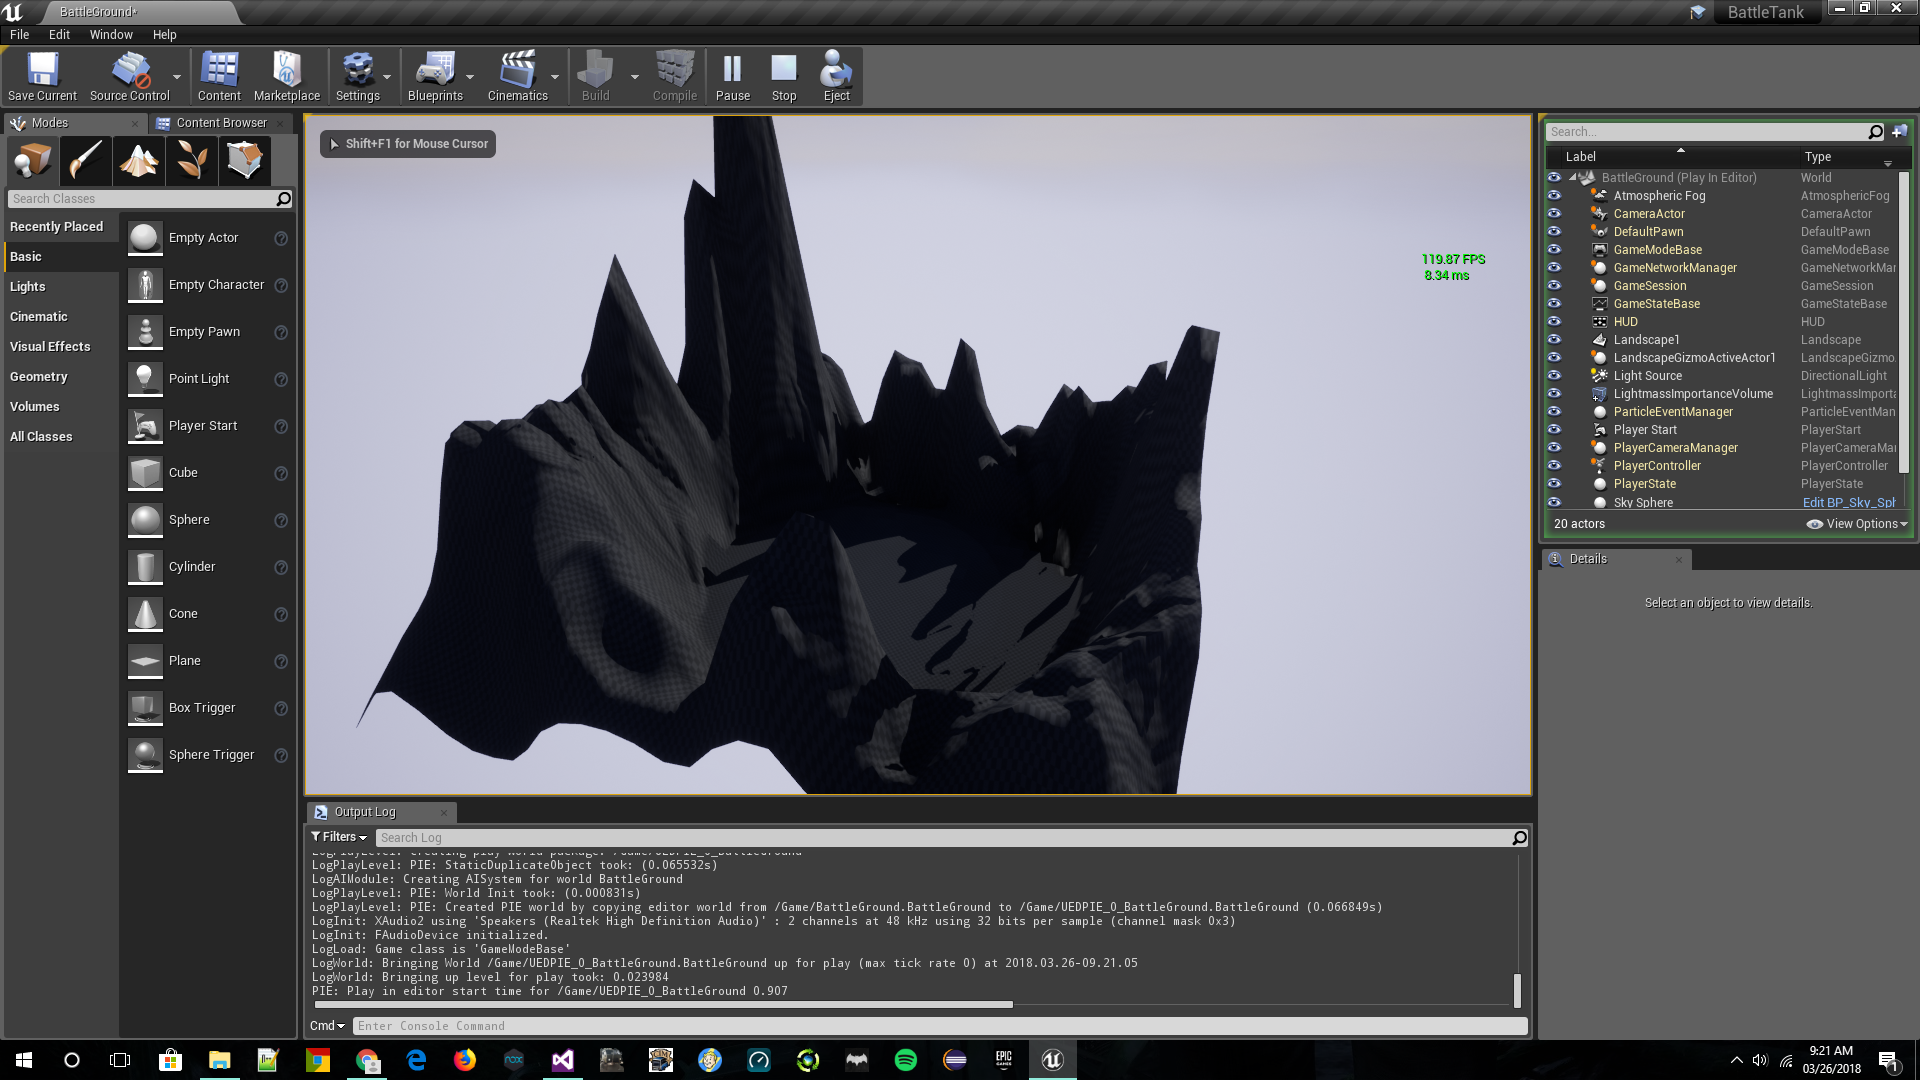 BattleGround*
BattleTank
File Edit Window Help
Save Current Source Control Content Marketplace Settings Blueprints Cinematics Build Compile Pause Stop Eject
Modes
Content Browser
Search Classes
Recently Placed
Basic
Lights
Cinematic
Visual Effects
Geometry
Volumes
All Classes
Empty Actor
Empty Character
Empty Pawn
Point Light
Player Start
Cube
Sphere
Cylinder
Cone
Plane
Box Trigger
Sphere Trigger
Shift+F1 for Mouse Cursor
119.87 FPS
8.34 ms
Search...
Label Type
BattleGround (Play In Editor) World
Atmospheric Fog AtmosphericFog
CameraActor CameraActor
DefaultPawn DefaultPawn
GameModeBase GameModeBase
GameNetworkManager GameNetworkMar
GameSession GameSession
GameStateBase GameStateBase
HUD HUD
Landscape1 Landscape
LandscapeGizmoActiveActor1 LandscapeGizmo
Light Source DirectionalLight
LightmassImportanceVolume LightmassImporta
ParticleEventManager ParticleEventMan
Player Start PlayerStart
PlayerCameraManager PlayerCameraMa
PlayerController PlayerController
PlayerState PlayerState
Sky Sphere Edit BP_Sky_Sph
20 actors View Options
Details
Select an object to view details.
Output Log
Filters Search Log
LogPlayLevel: Creating play world package: /Game/UEDPIE_0_BattleGround
LogPlayLevel: PIE: StaticDuplicateObject took: (0.065532s)
LogAIModule: Creating AISystem for world BattleGround
LogPlayLevel: PIE: World Init took: (0.000831s)
LogPlayLevel: PIE: Created PIE world by copying editor world from /Game/BattleGround.BattleGround to /Game/UEDPIE_0_BattleGround.BattleGround (0.066849s)
LogInit: XAudio2 using 'Speakers (Realtek High Definition Audio)' : 2 channels at 48 kHz using 32 bits per sample (channel mask 0x3)
LogInit: FAudioDevice initialized.
LogLoad: Game class is 'GameModeBase'
LogWorld: Bringing World /Game/UEDPIE_0_BattleGround.BattleGround up for play (max tick rate 0) at 2018.03.26-09.21.05
LogWorld: Bringing up level for play took: 0.023984
PIE: Play in editor start time for /Game/UEDPIE_0_BattleGround 0.907
Cmd Enter Console Command
nox
EPIC
GAMES
9:21 AM
03/26/2018
1